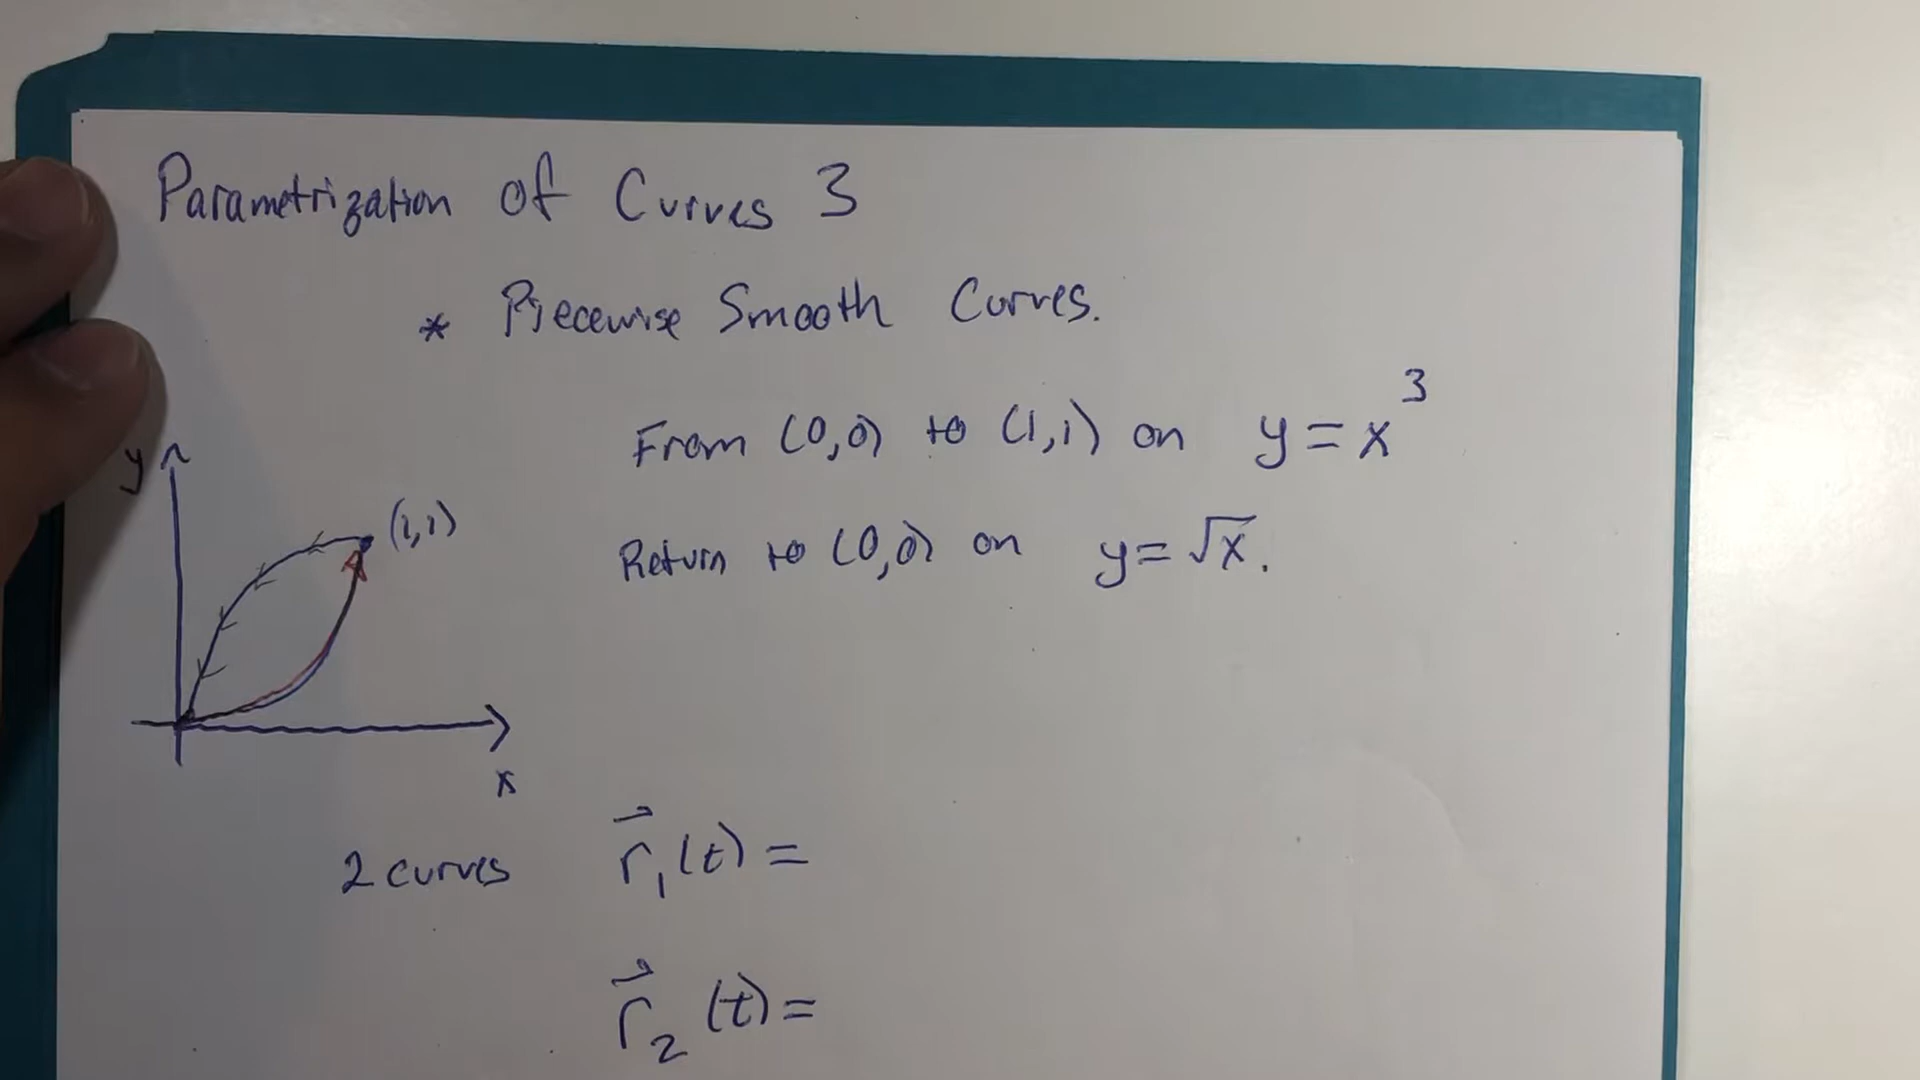 Parametrization of Curves 3
* Piecewise Smooth Curves.
From (0,0) to (1,1) on y = x³
Return to (0,0) on y = √x.
y
(1,1)
x
2 curves r⃗₁(t) =
r⃗₂(t) =